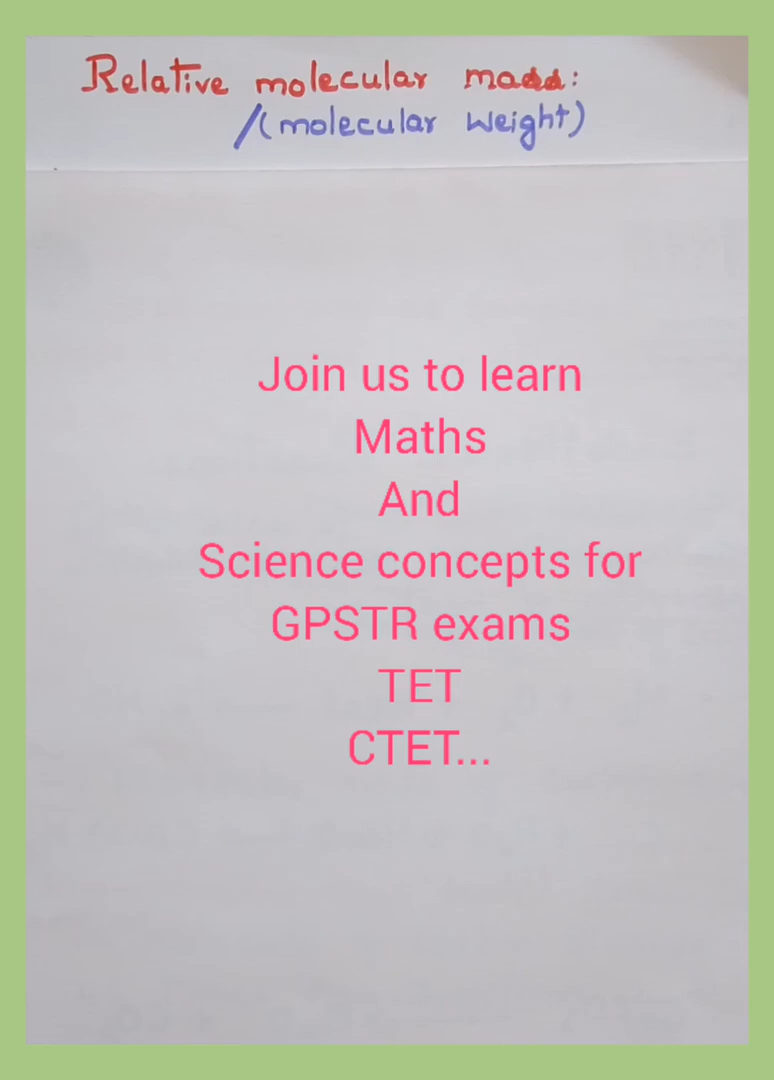 Relative molecular mass:
/(molecular weight)
Join us to learn
Maths
And
Science concepts for
GPSTR exams
TET
CTET...